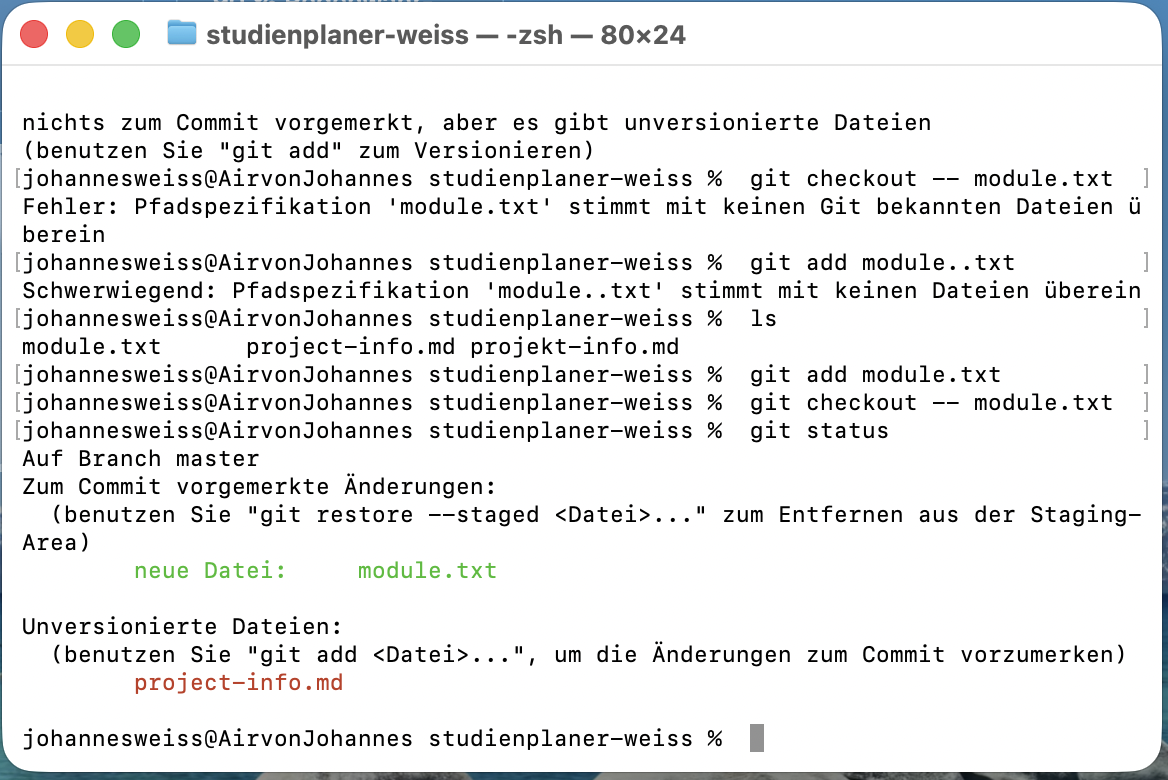 studienplaner-weiss — -zsh — 80×24
nichts zum Commit vorgemerkt, aber es gibt unversionierte Dateien
(benutzen Sie "git add" zum Versionieren)
[johannesweiss@AirvonJohannes studienplaner-weiss %  git checkout -- module.txt  ]
Fehler: Pfadspezifikation 'module.txt' stimmt mit keinen Git bekannten Dateien ü
berein
[johannesweiss@AirvonJohannes studienplaner-weiss %  git add module..txt         ]
Schwerwiegend: Pfadspezifikation 'module..txt' stimmt mit keinen Dateien überein
[johannesweiss@AirvonJohannes studienplaner-weiss %  ls                          ]
module.txt      project-info.md projekt-info.md
[johannesweiss@AirvonJohannes studienplaner-weiss %  git add module.txt          ]
[johannesweiss@AirvonJohannes studienplaner-weiss %  git checkout -- module.txt  ]
[johannesweiss@AirvonJohannes studienplaner-weiss %  git status                  ]
Auf Branch master
Zum Commit vorgemerkte Änderungen:
  (benutzen Sie "git restore --staged <Datei>..." zum Entfernen aus der Staging-
Area)
        neue Datei:     module.txt
Unversionierte Dateien:
  (benutzen Sie "git add <Datei>...", um die Änderungen zum Commit vorzumerken)
        project-info.md
johannesweiss@AirvonJohannes studienplaner-weiss %